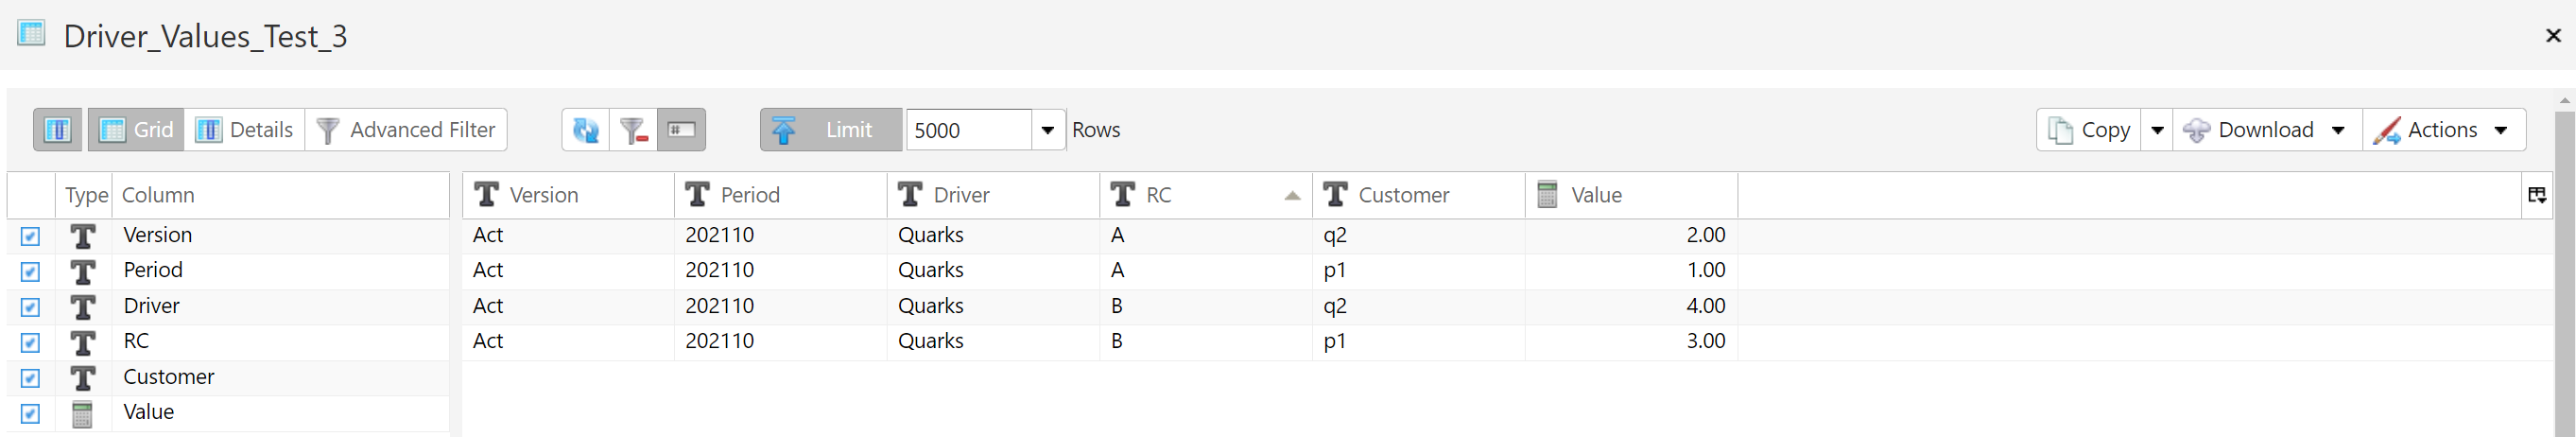 Driver_Values_Test_3
Grid Details Advanced Filter # Limit 5000 Rows Copy Download Actions
Type Column Version Period Driver RC Customer Value
Version Act 202110 Quarks A q2 2.00
Period Act 202110 Quarks A p1 1.00
Driver Act 202110 Quarks B q2 4.00
RC Act 202110 Quarks B p1 3.00
Customer
Value